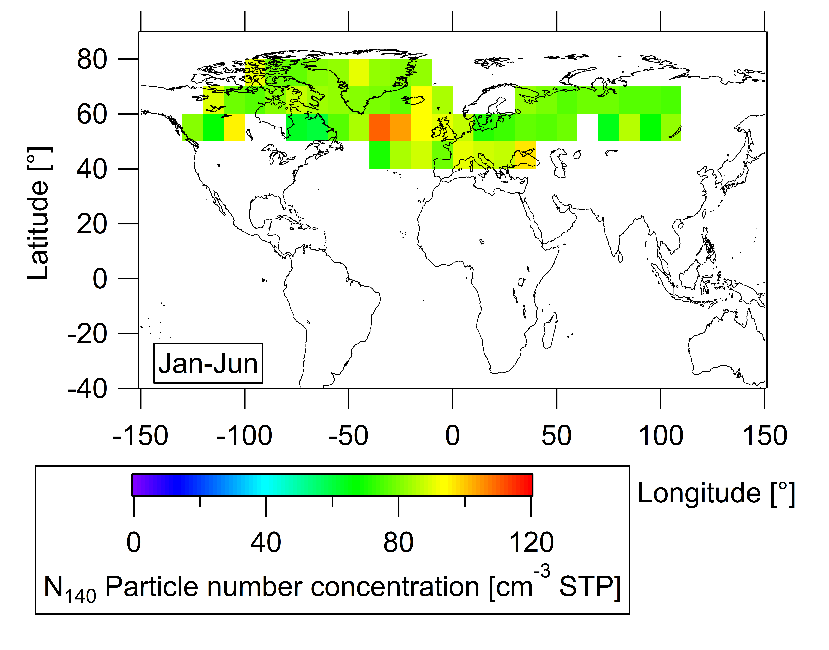 80
60
40
20
0
-20
-40
Latitude [°]
Jan-Jun
-150 -100 -50 0 50 100 150
Longitude [°]
0 40 80 120
N₁₄₀ Particle number concentration [cm⁻³ STP]